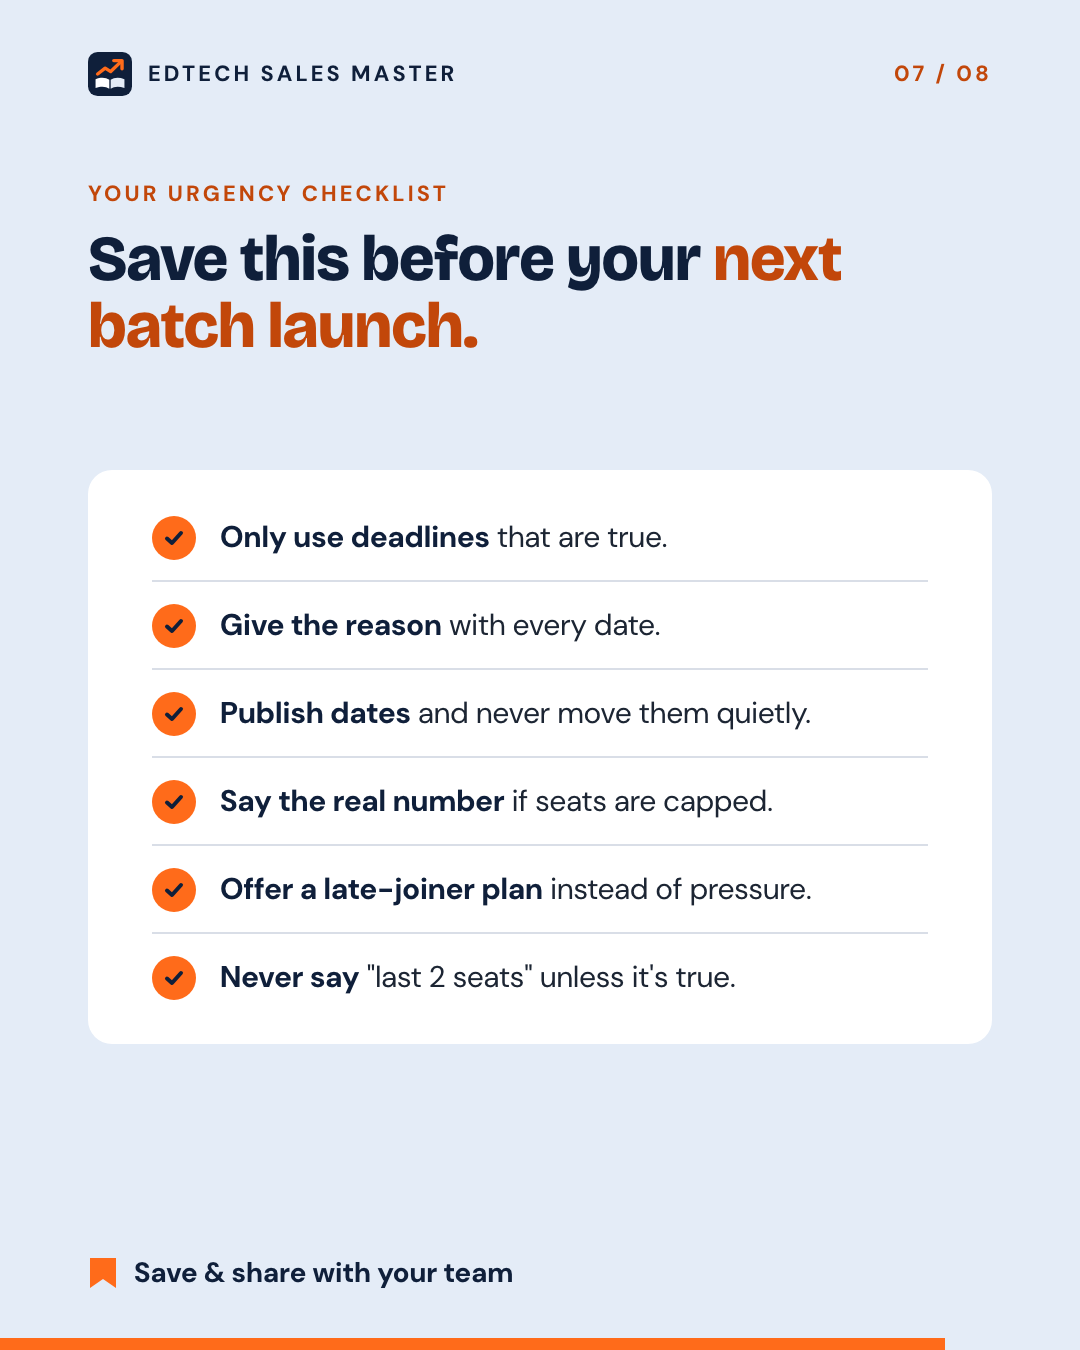 EDTECH SALES MASTER
07 / 08
YOUR URGENCY CHECKLIST
Save this before your next
batch launch.
Only use deadlines that are true.
Give the reason with every date.
Publish dates and never move them quietly.
Say the real number if seats are capped.
Offer a late-joiner plan instead of pressure.
Never say "last 2 seats" unless it's true.
Save & share with your team